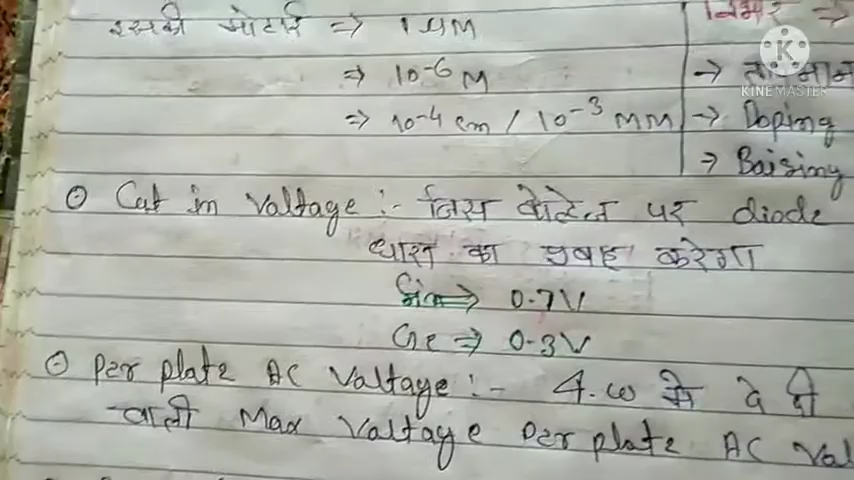 इसकी मोटाई => 1 μM
=> 10-6 M
=> 10-4 cm / 10-3 MM
निर्भर =>
-> तापमान
-> Doping
-> Baising
KINEMASTER
⊙ Cut in Valtage :- जिस वोल्टेज पर diode
धारा का प्रवाह करेगा
=> 0.7V
Ge => 0.3V
⊙ Per plate AC Valtage :- 4.w में
वाली Max Valtage Per plate AC Val